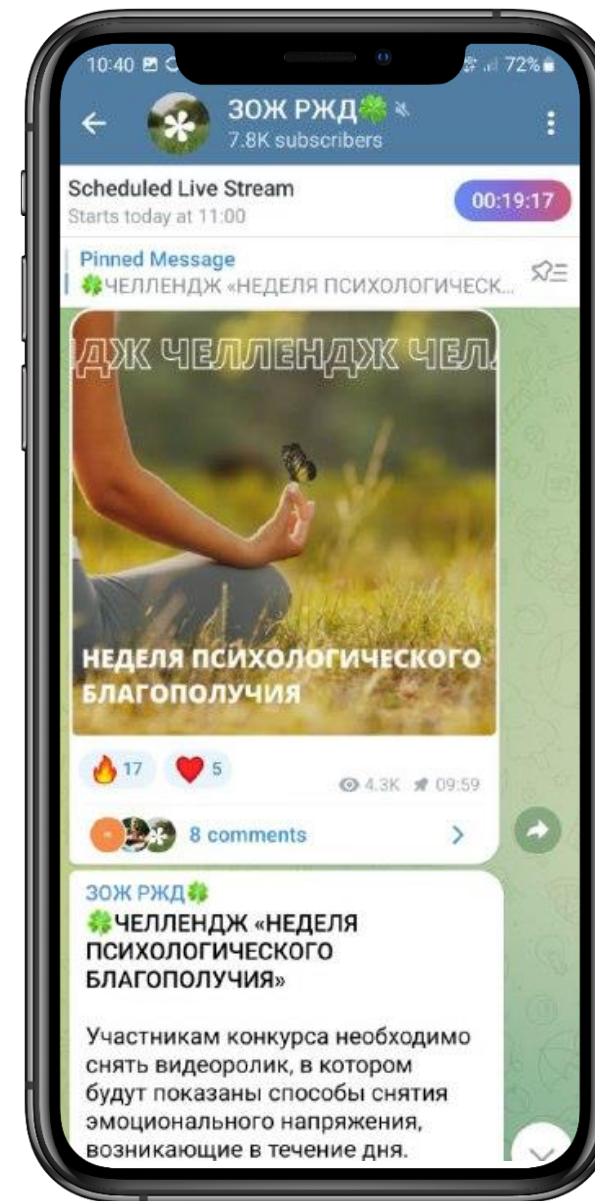 10:40
72%
ЗОЖ РЖД🍀
7.8K subscribers
Scheduled Live Stream
Starts today at 11:00
00:19:17
Pinned Message
🍀ЧЕЛЛЕНДЖ «НЕДЕЛЯ ПСИХОЛОГИЧЕСК...
ДЖ ЧЕЛЛЕНДЖ ЧЕЛЛ
НЕДЕЛЯ ПСИХОЛОГИЧЕСКОГО
БЛАГОПОЛУЧИЯ
🔥 17 ❤️ 5
4.3K 09:59
8 comments
ЗОЖ РЖД🍀
🍀ЧЕЛЛЕНДЖ «НЕДЕЛЯ
ПСИХОЛОГИЧЕСКОГО
БЛАГОПОЛУЧИЯ»
Участникам конкурса необходимо
снять видеоролик, в котором
будут показаны способы снятия
эмоционального напряжения,
возникающие в течение дня.